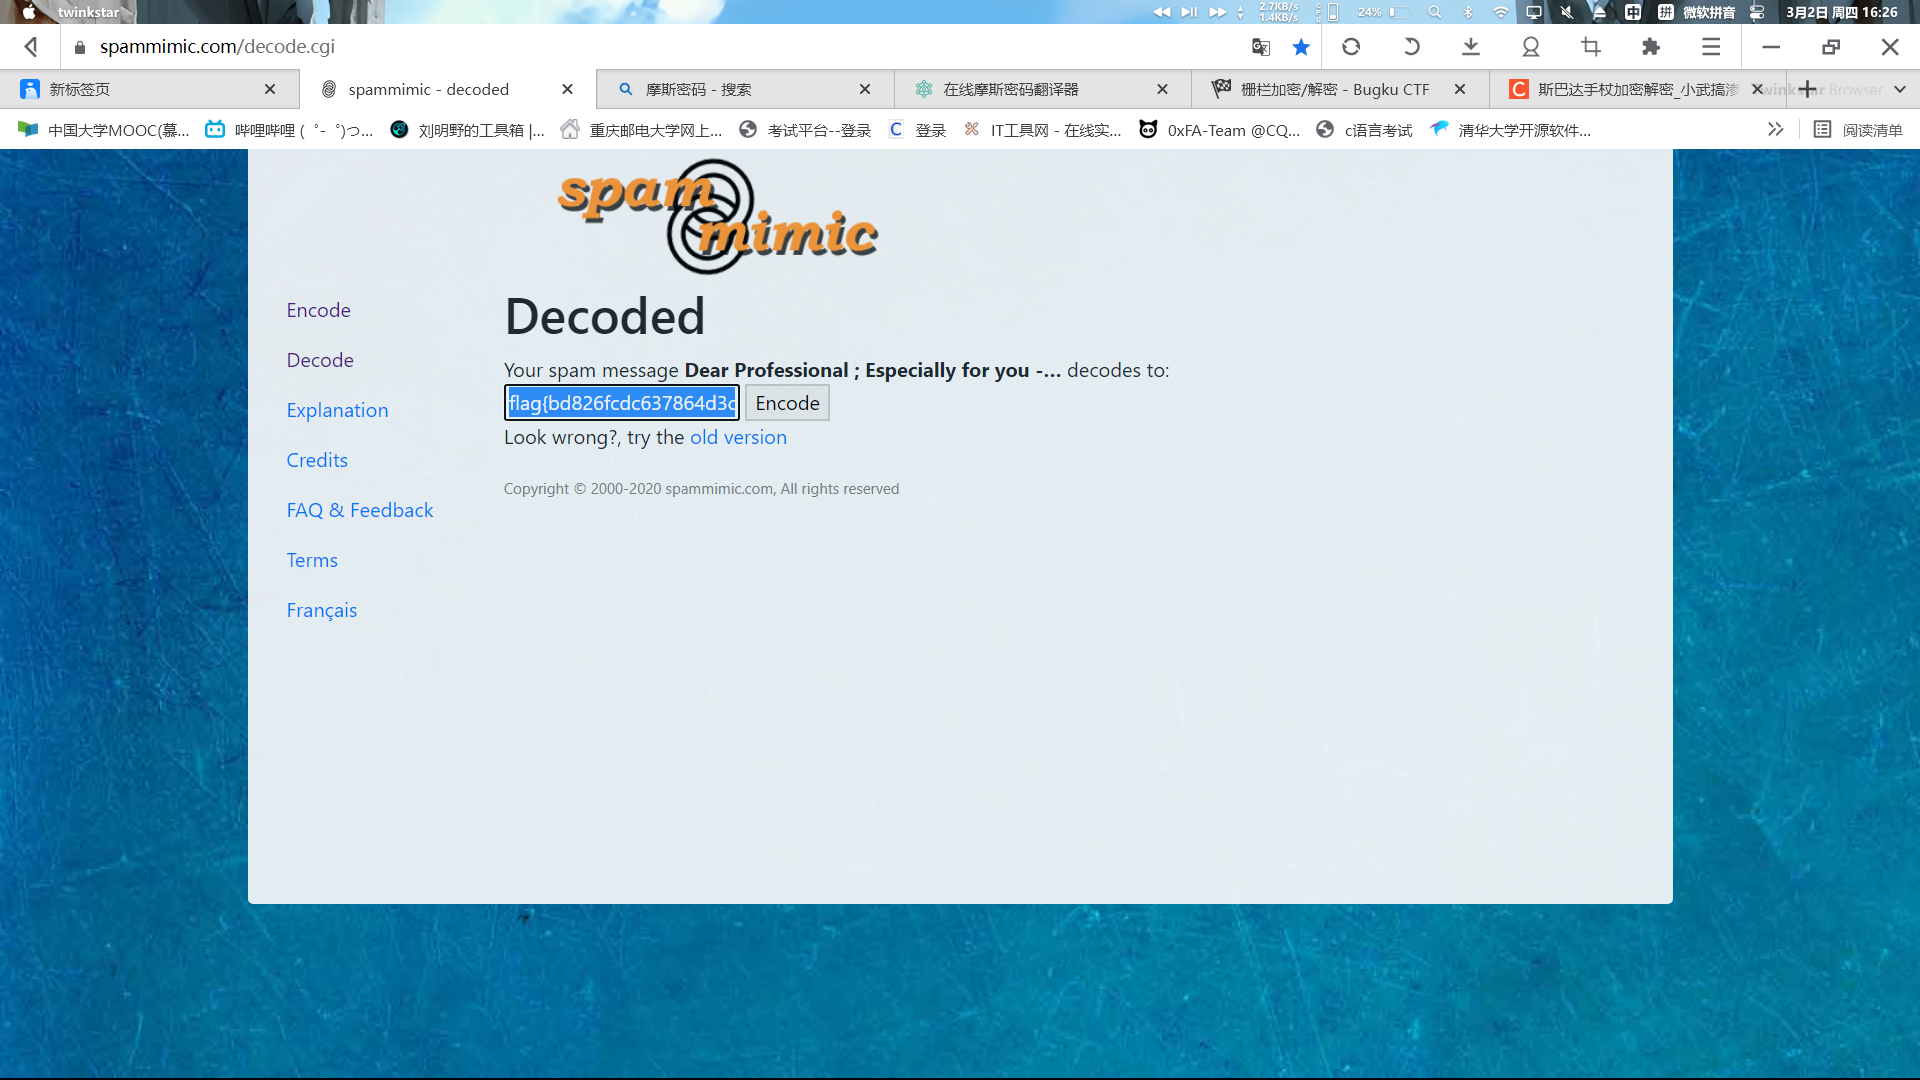 twinkstar
2.7KB/s
1.4KB/s
24%
中
拼
微软拼音
3月2日 周四 16:26
spammimic.com/decode.cgi
新标签页
spammimic - decoded
摩斯密码 - 搜索
在线摩斯密码翻译器
栅栏加密/解密 - Bugku CTF
斯巴达手杖加密解密_小武搞渗
Browser
中国大学MOOC(慕...
哔哩哔哩 ( ゜- ゜)つ...
刘明野的工具箱 |...
重庆邮电大学网上...
考试平台--登录
登录
IT工具网 - 在线实...
0xFA-Team @CQ...
c语言考试
清华大学开源软件...
阅读清单
spam
mimic
Encode
Decode
Explanation
Credits
FAQ & Feedback
Terms
Français
Decoded
Your spam message Dear Professional ; Especially for you -... decodes to:
flag{bd826fcdc637864d3c
Encode
Look wrong?, try the old version
Copyright © 2000-2020 spammimic.com, All rights reserved